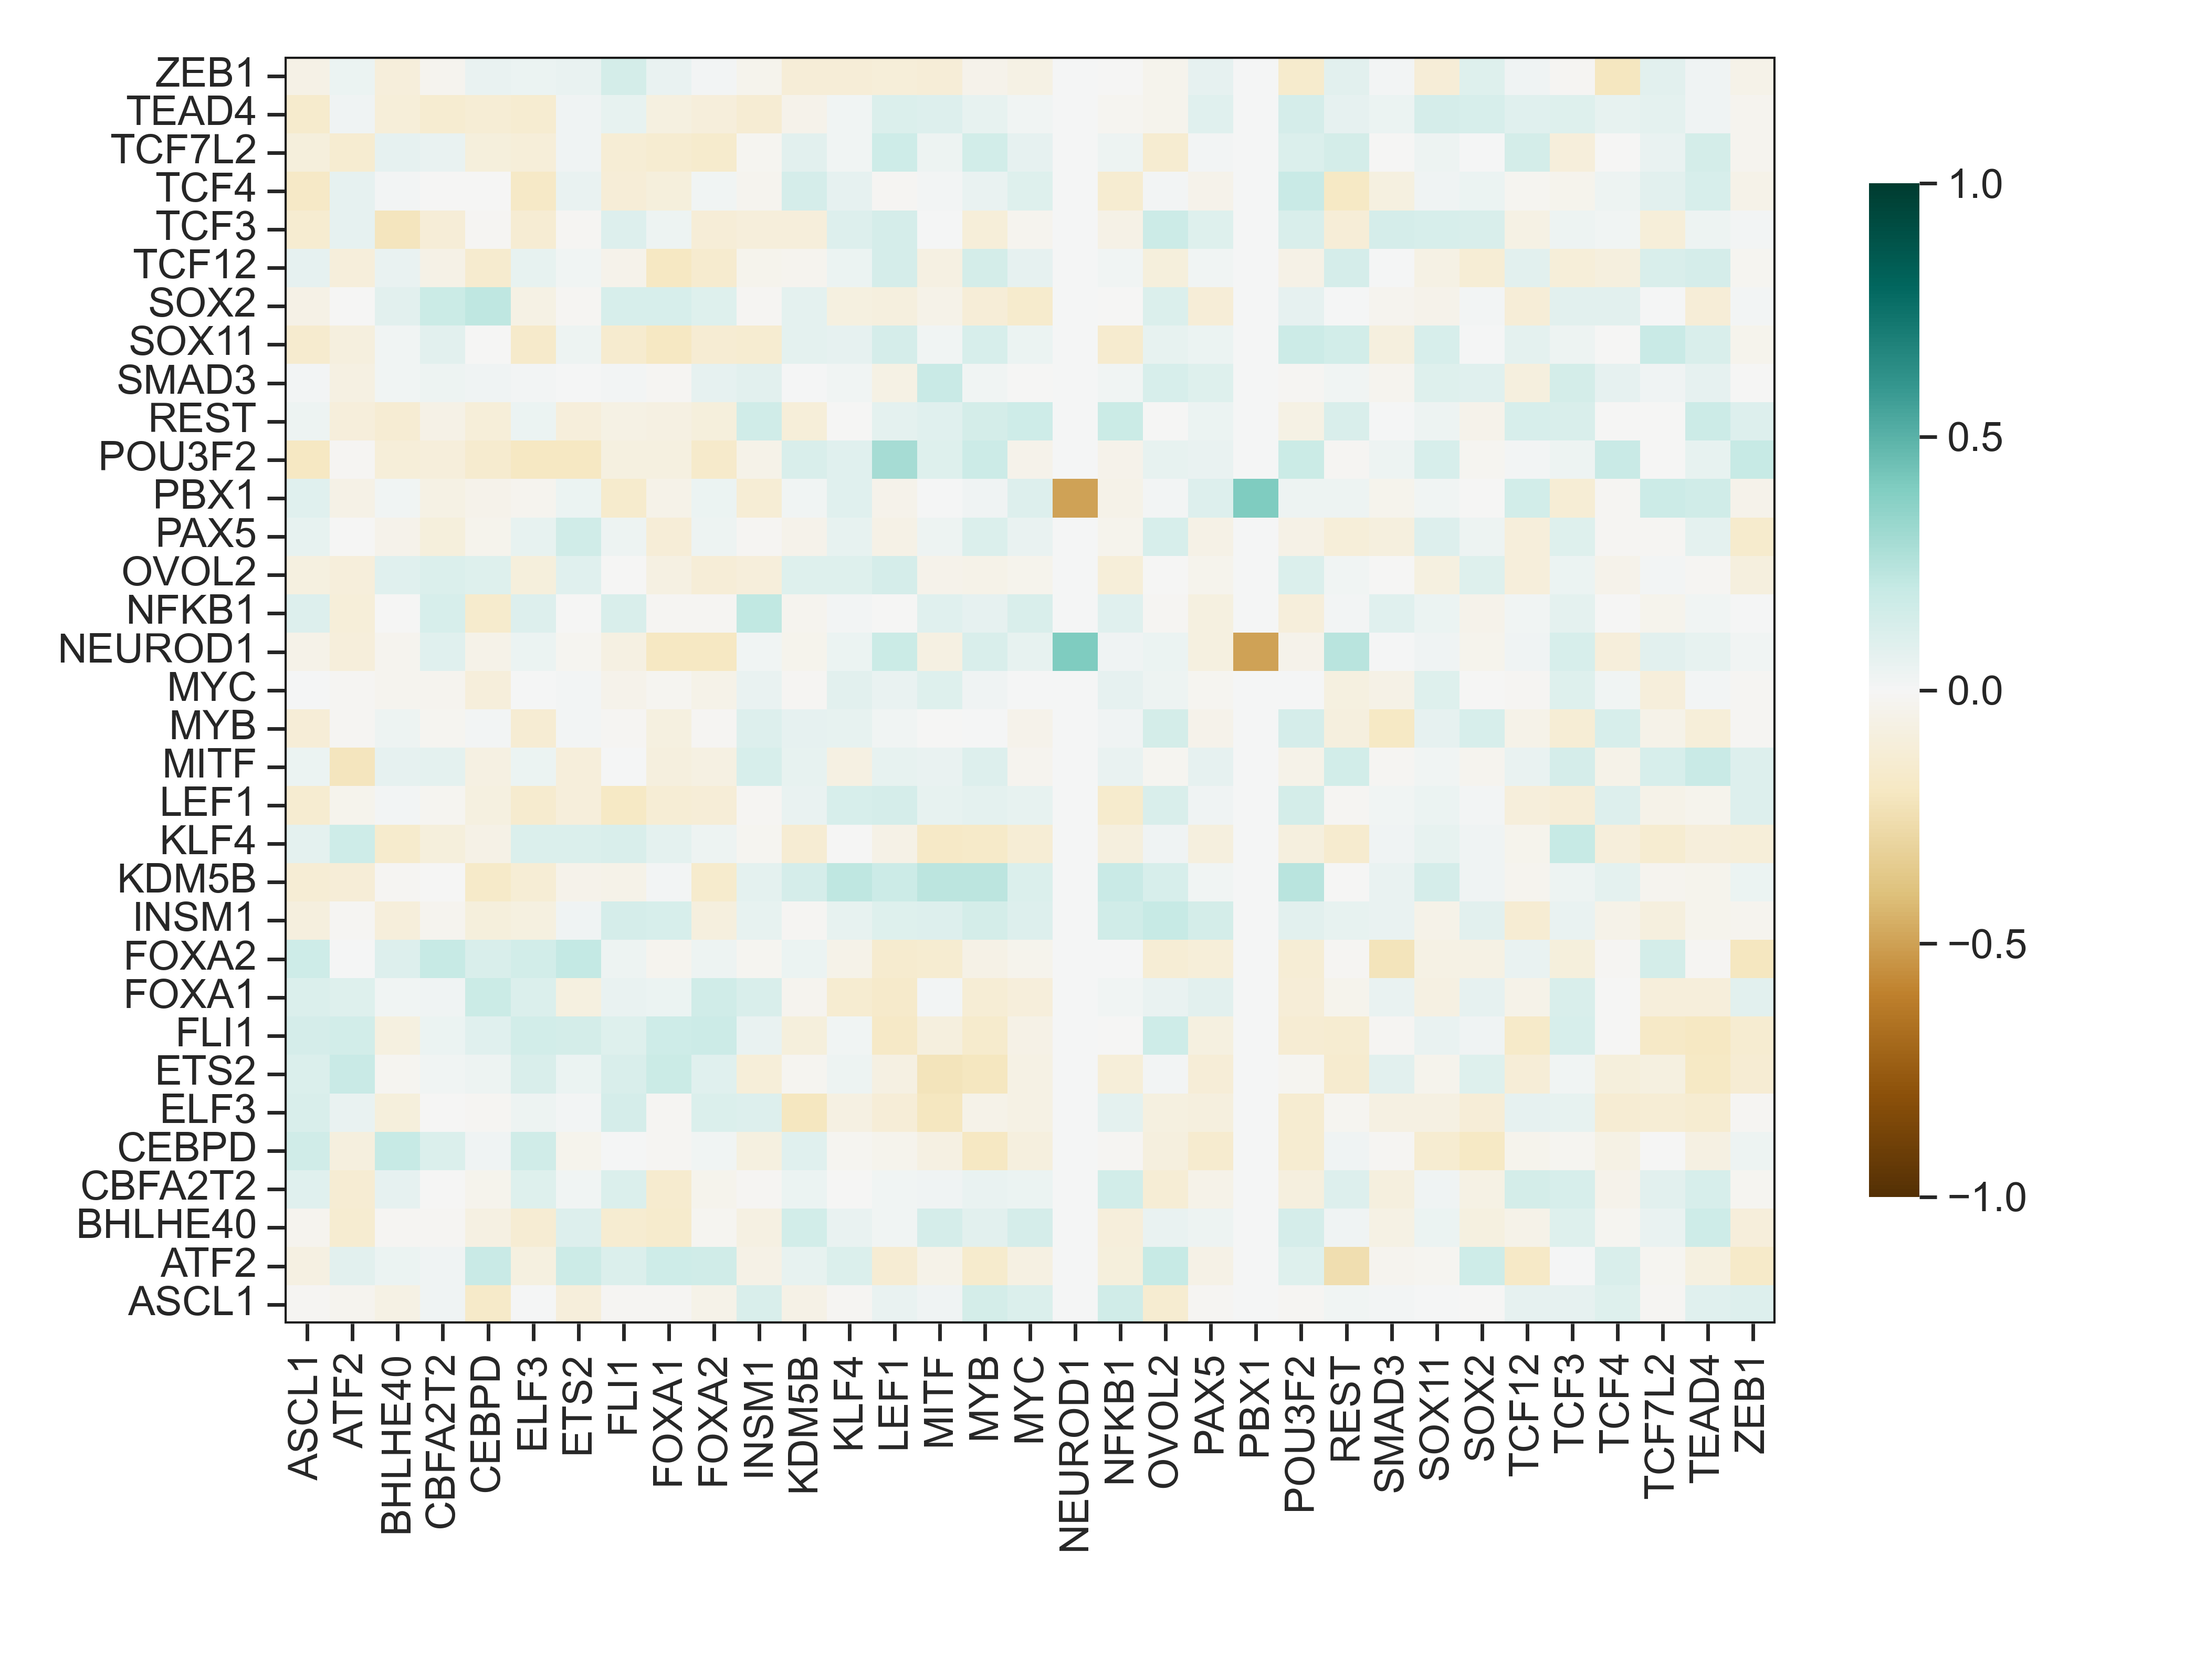 ZEB1
TEAD4
TCF7L2
TCF4
TCF3
TCF12
SOX2
SOX11
SMAD3
REST
POU3F2
PBX1
PAX5
OVOL2
NFKB1
NEUROD1
MYC
MYB
MITF
LEF1
KLF4
KDM5B
INSM1
FOXA2
FOXA1
FLI1
ETS2
ELF3
CEBPD
CBFA2T2
BHLHE40
ATF2
ASCL1
ASCL1
ATF2
BHLHE40
CBFA2T2
CEBPD
ELF3
ETS2
FLI1
FOXA1
FOXA2
INSM1
KDM5B
KLF4
LEF1
MITF
MYB
MYC
NEUROD1
NFKB1
OVOL2
PAX5
PBX1
POU3F2
REST
SMAD3
SOX11
SOX2
TCF12
TCF3
TCF4
TCF7L2
TEAD4
ZEB1
1.0
0.5
0.0
−0.5
−1.0